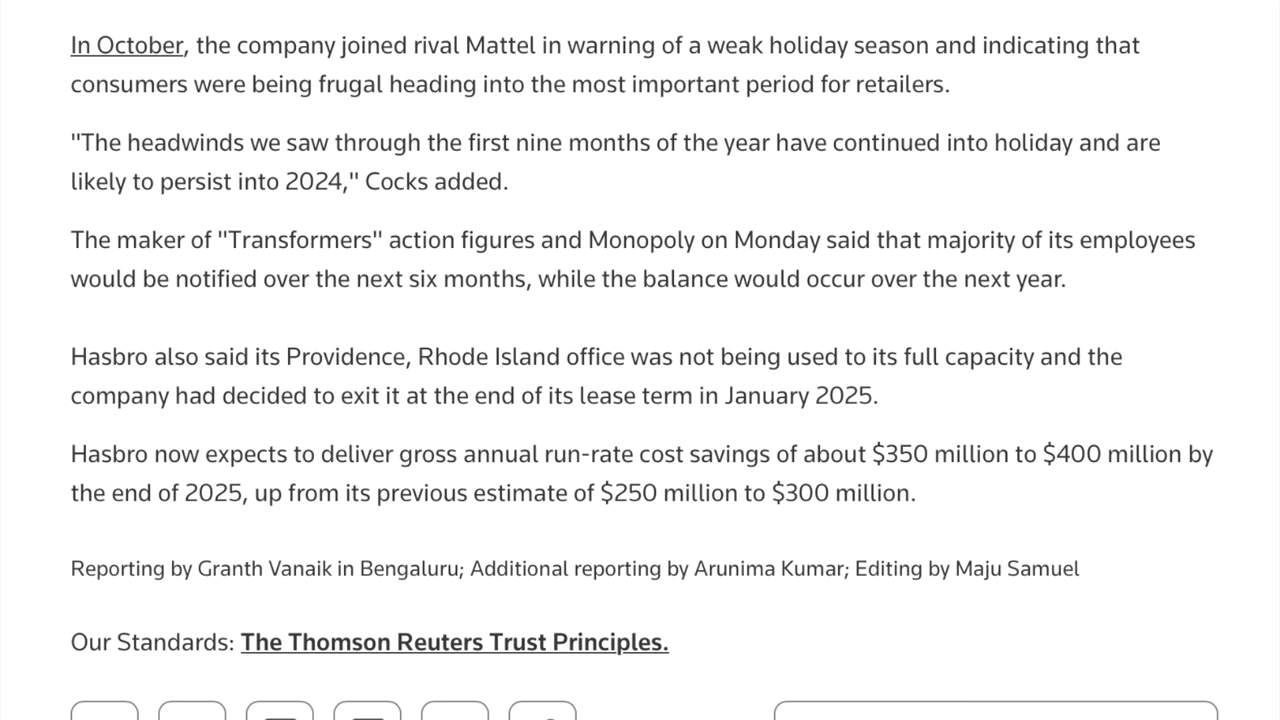 In October, the company joined rival Mattel in warning of a weak holiday season and indicating that
consumers were being frugal heading into the most important period for retailers.
"The headwinds we saw through the first nine months of the year have continued into holiday and are
likely to persist into 2024," Cocks added.
The maker of "Transformers" action figures and Monopoly on Monday said that majority of its employees
would be notified over the next six months, while the balance would occur over the next year.
Hasbro also said its Providence, Rhode Island office was not being used to its full capacity and the
company had decided to exit it at the end of its lease term in January 2025.
Hasbro now expects to deliver gross annual run-rate cost savings of about $350 million to $400 million by
the end of 2025, up from its previous estimate of $250 million to $300 million.
Reporting by Granth Vanaik in Bengaluru; Additional reporting by Arunima Kumar; Editing by Maju Samuel
Our Standards: The Thomson Reuters Trust Principles.